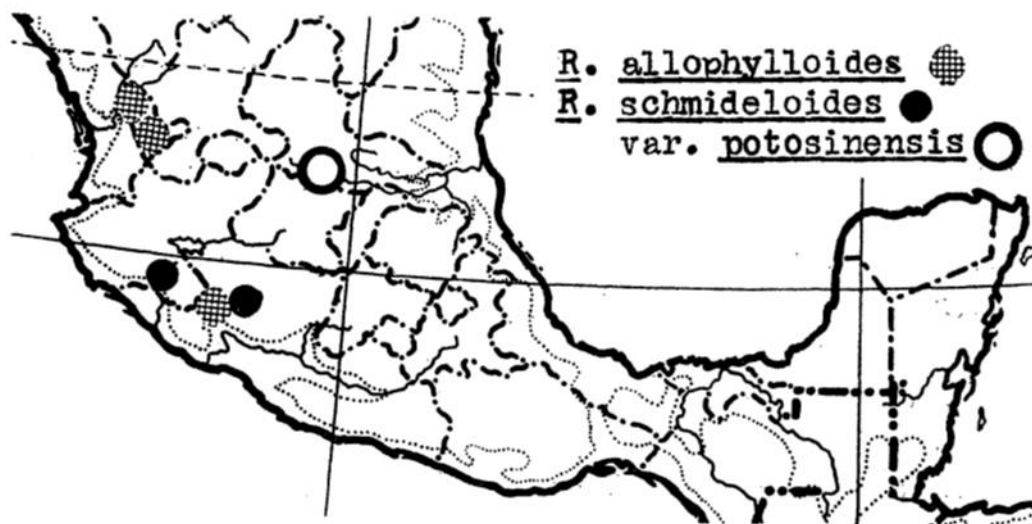 R. allophylloides
R. schmideloides
var. potosinensis